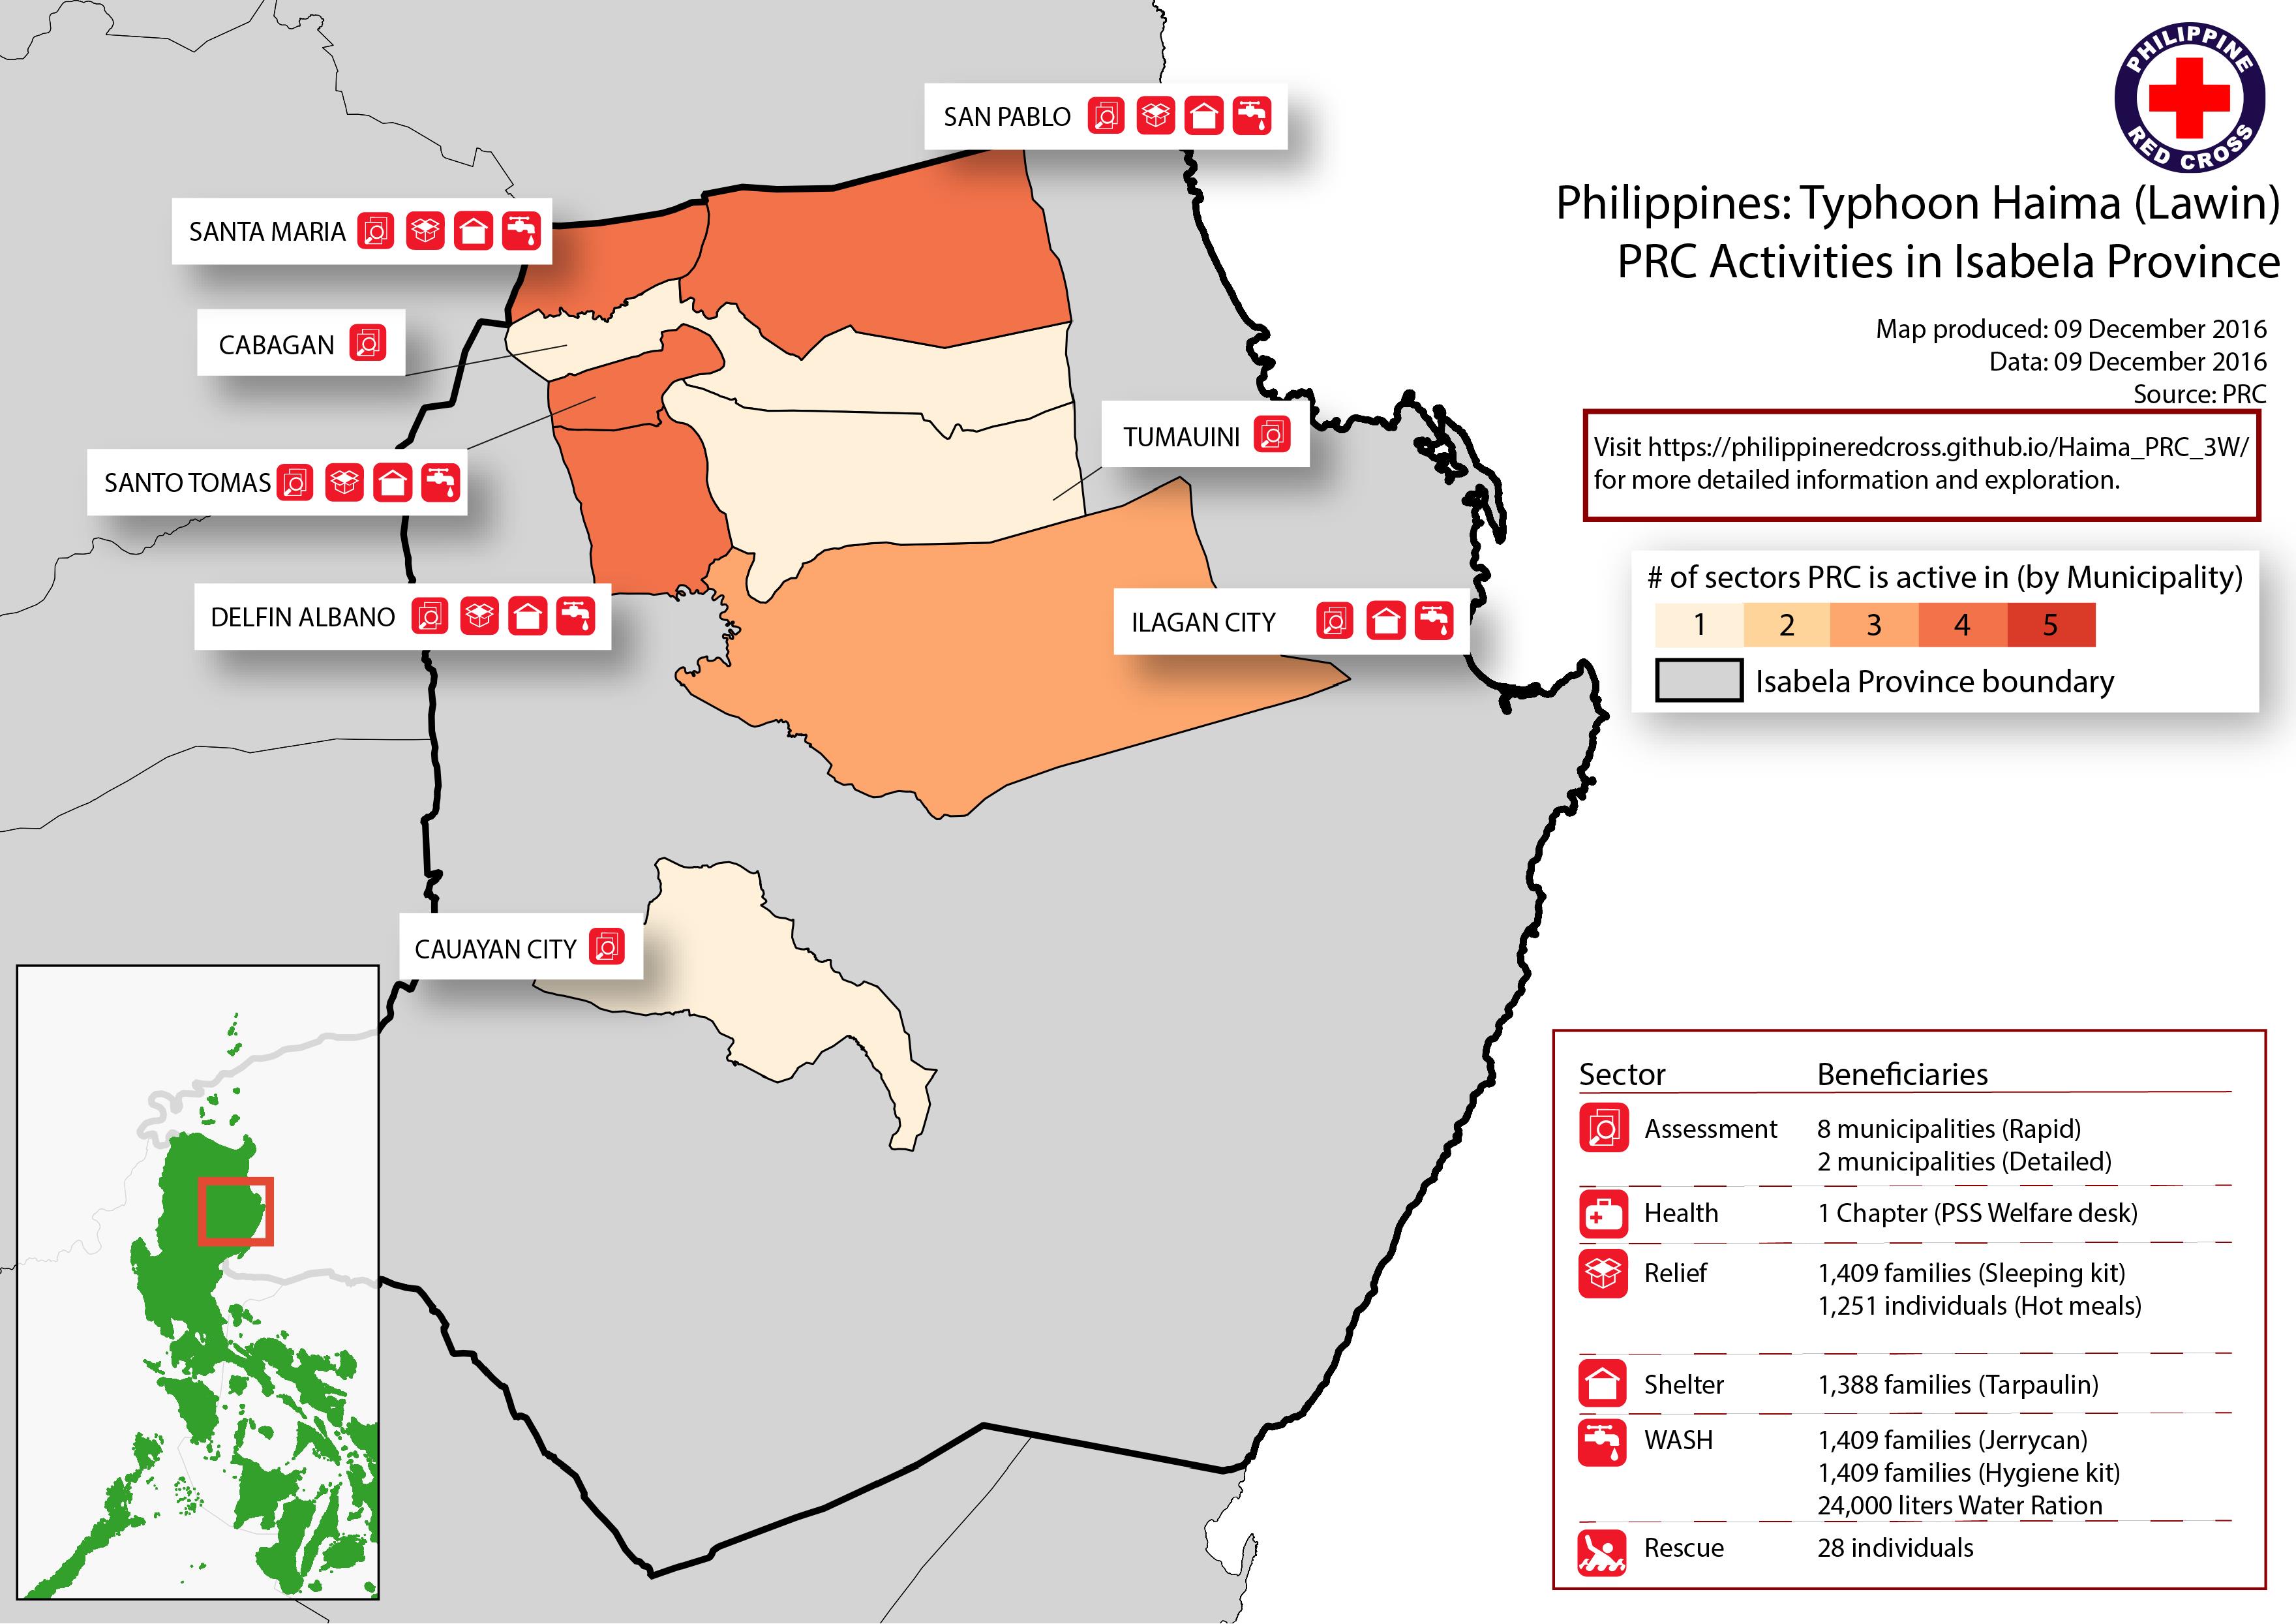 PHILIPPINE
RED CROSS
Philippines: Typhoon Haima (Lawin)
PRC Activities in Isabela Province
Map produced: 09 December 2016
Data: 09 December 2016
Source: PRC
Visit https://philippineredcross.github.io/Haima_PRC_3W/
for more detailed information and exploration.
# of sectors PRC is active in (by Municipality)
1 2 3 4 5
Isabela Province boundary
SAN PABLO
SANTA MARIA
CABAGAN
TUMAUINI
SANTO TOMAS
DELFIN ALBANO
ILAGAN CITY
CAUAYAN CITY
Sector Beneficiaries
Assessment 8 municipalities (Rapid)
2 municipalities (Detailed)
Health 1 Chapter (PSS Welfare desk)
Relief 1,409 families (Sleeping kit)
1,251 individuals (Hot meals)
Shelter 1,388 families (Tarpaulin)
WASH 1,409 families (Jerrycan)
1,409 families (Hygiene kit)
24,000 liters Water Ration
Rescue 28 individuals